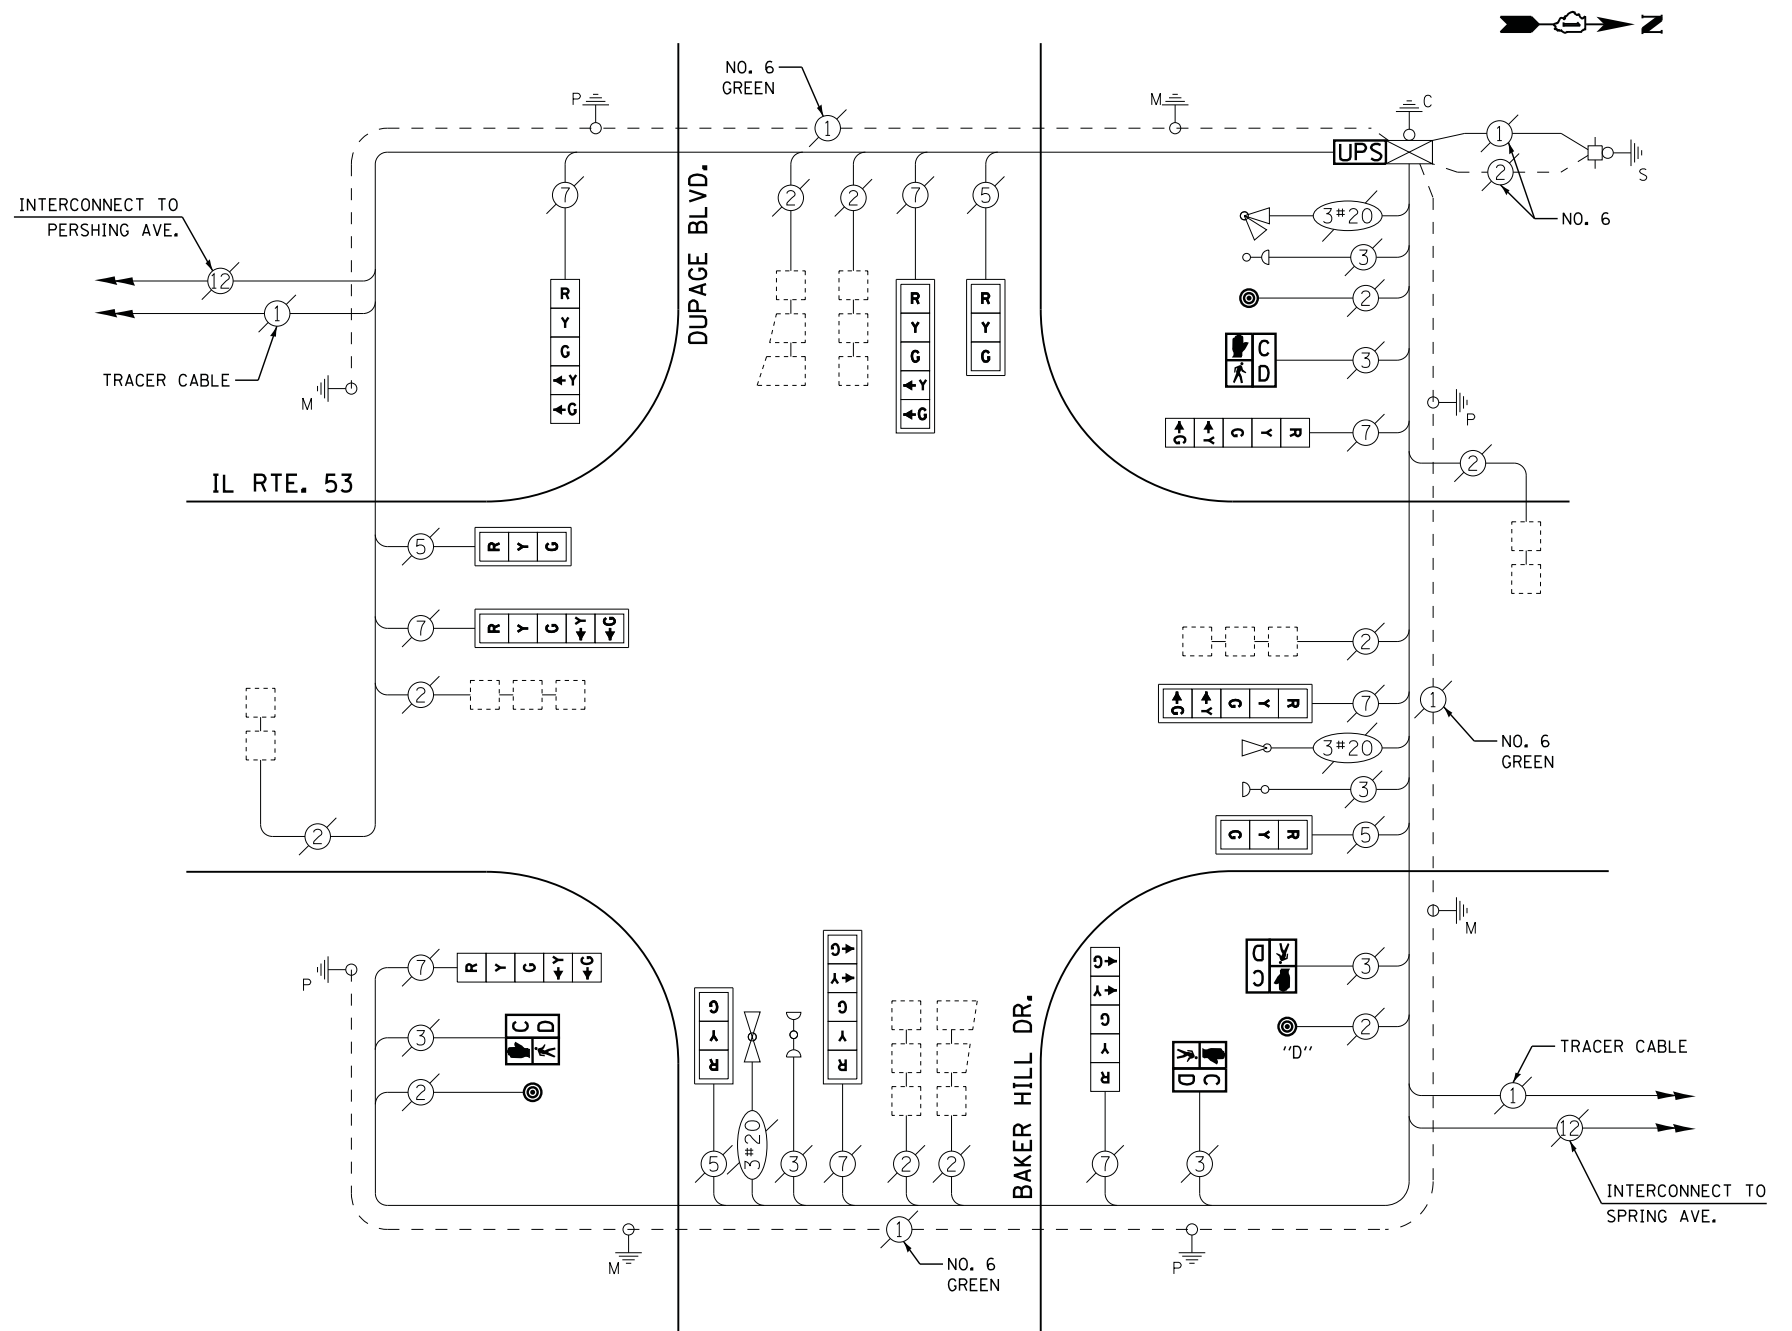 N
NO. 6
GREEN
P
M
C
1
1
UPS
2
S
NO. 6
7
2
2
7
5
3#20
INTERCONNECT TO
PERSHING AVE.
DUPAGE BLVD.
3
12
2
1
R
Y
G
Y
G
R
Y
G
Y
G
R
Y
G
C
D
3
TRACER CABLE
M
P
G
Y
G
Y
R
7
2
IL RTE. 53
5
R Y G
7
R Y G Y G
2
2
G Y G Y R
7
1
2
3#20
NO. 6
GREEN
3
G Y R
5
2
M
7
R Y G Y G
P
3
C D
2
G
Y
R
G
Y
G
Y
R
G
Y
G
Y
R
D
C
3
2
"D"
D C
TRACER CABLE
1
12
BAKER HILL DR.
5
3#20
3
7
2
2
7
3
INTERCONNECT TO
SPRING AVE.
1
M
P
NO. 6
GREEN